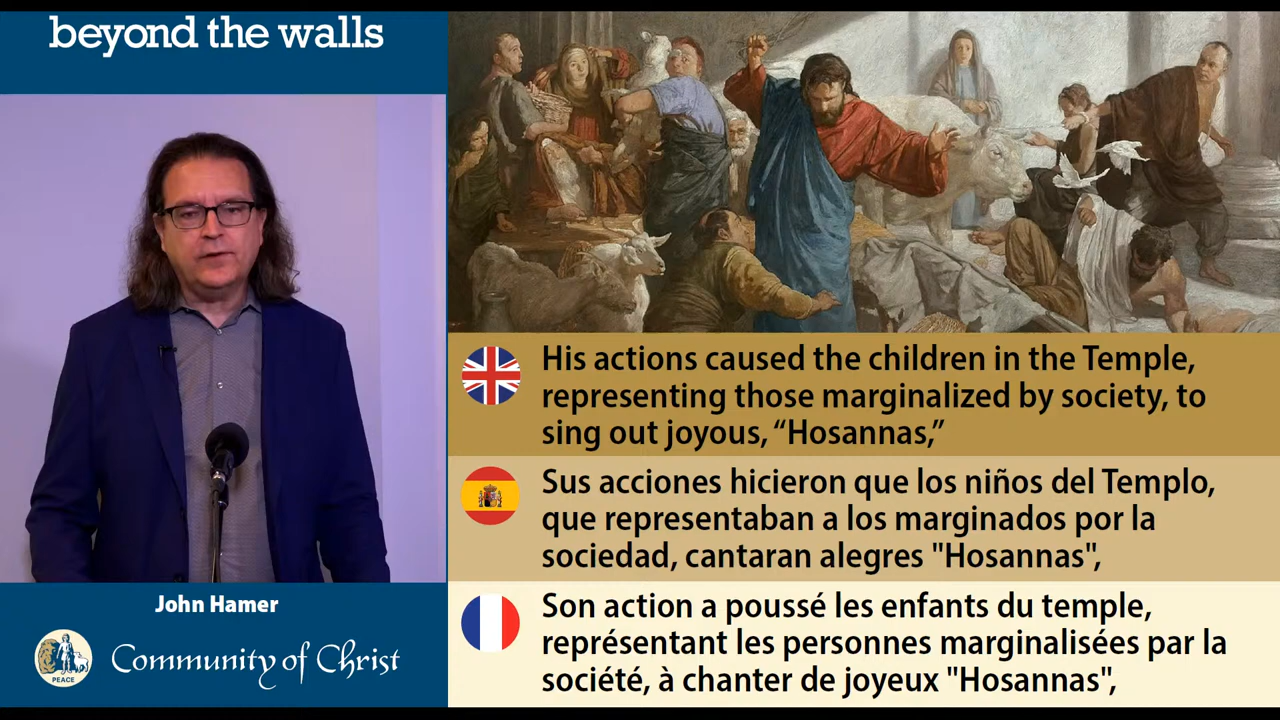 beyond the walls
His actions caused the children in the Temple,
representing those marginalized by society, to
sing out joyous, “Hosannas,”
Sus acciones hicieron que los niños del Templo,
que representaban a los marginados por la
sociedad, cantaran alegres "Hosannas",
Son action a poussé les enfants du temple,
représentant les personnes marginalisées par la
société, à chanter de joyeux "Hosannas",
John Hamer
PEACE
Community of Christ